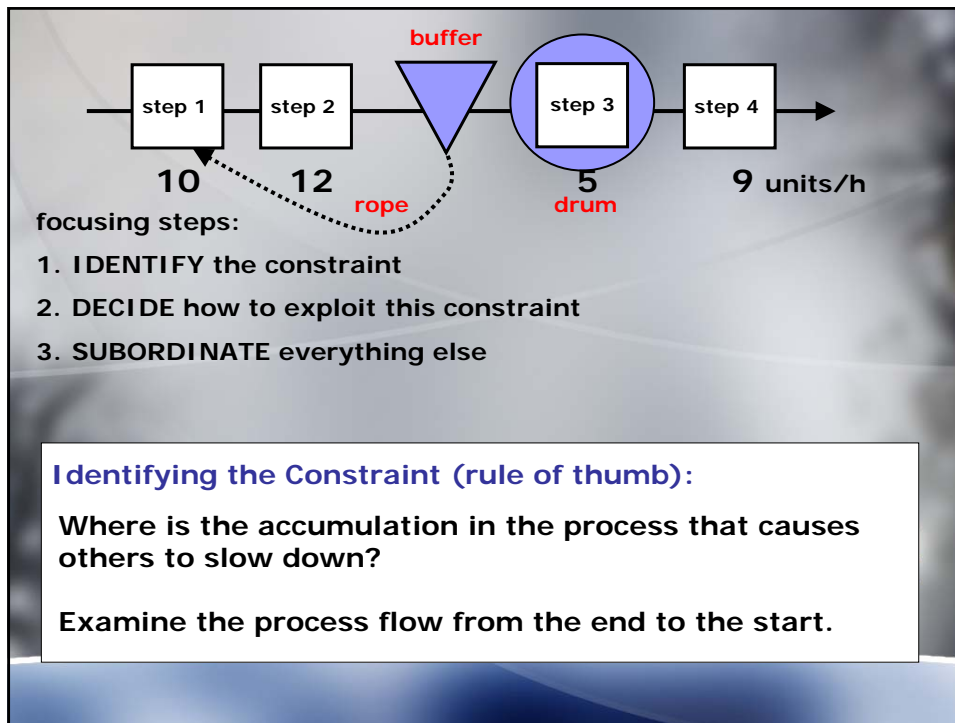 buffer
step 1 step 2 step 3 step 4
10 12 5 9 units/h
rope drum
focusing steps:
1. IDENTIFY the constraint
2. DECIDE how to exploit this constraint
3. SUBORDINATE everything else
Identifying the Constraint (rule of thumb):
Where is the accumulation in the process that causes
others to slow down?
Examine the process flow from the end to the start.